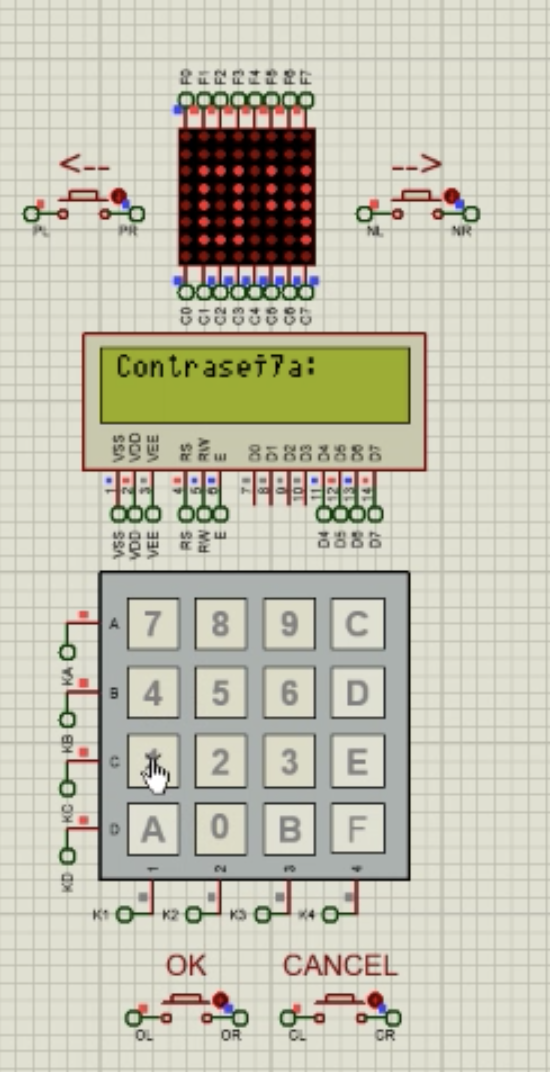 F0 F1 F2 F3 F4 F5 F6 F7
<-- -->
PL PR NL NR
C0 C1 C2 C3 C4 C5 C6 C7
Contraseï7a:
VSS VDD VEE RS RW E D0 D1 D2 D3 D4 D5 D6 D7
1 2 3 4 5 6 7 8 9 10 11 12 13 14
VSS VDD VEE RS RW E D4 D5 D6 D7
A 7 8 9 C
KA
B 4 5 6 D
KB
C 1 2 3 E
KC
D A 0 B F
KD
1 2 3 4
K1 K2 K3 K4
OK CANCEL
OL OR CL CR